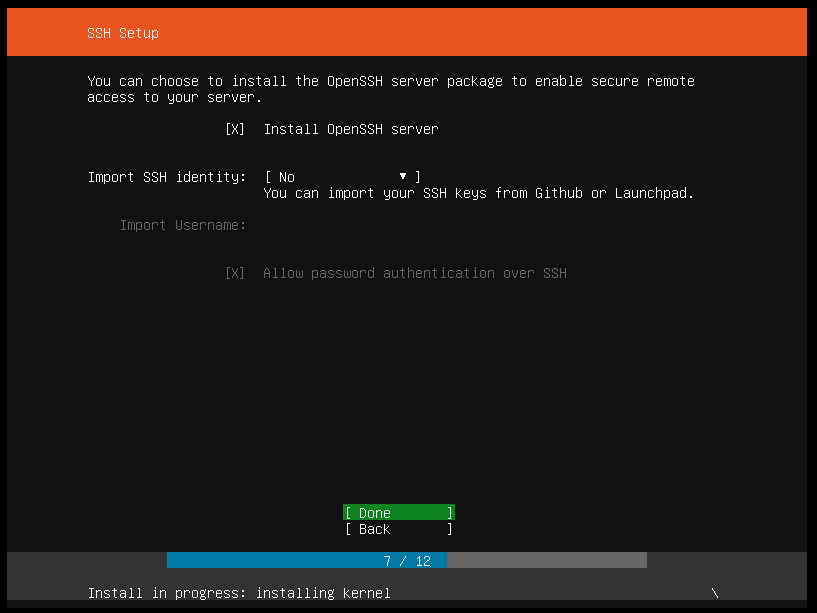 SSH Setup
You can choose to install the OpenSSH server package to enable secure remote
access to your server.
[X] Install OpenSSH server
Import SSH identity: [ No ▾ ]
You can import your SSH keys from Github or Launchpad.
Import Username:
[X] Allow password authentication over SSH
[ Done ]
[ Back ]
7 / 12
Install in progress: installing kernel \